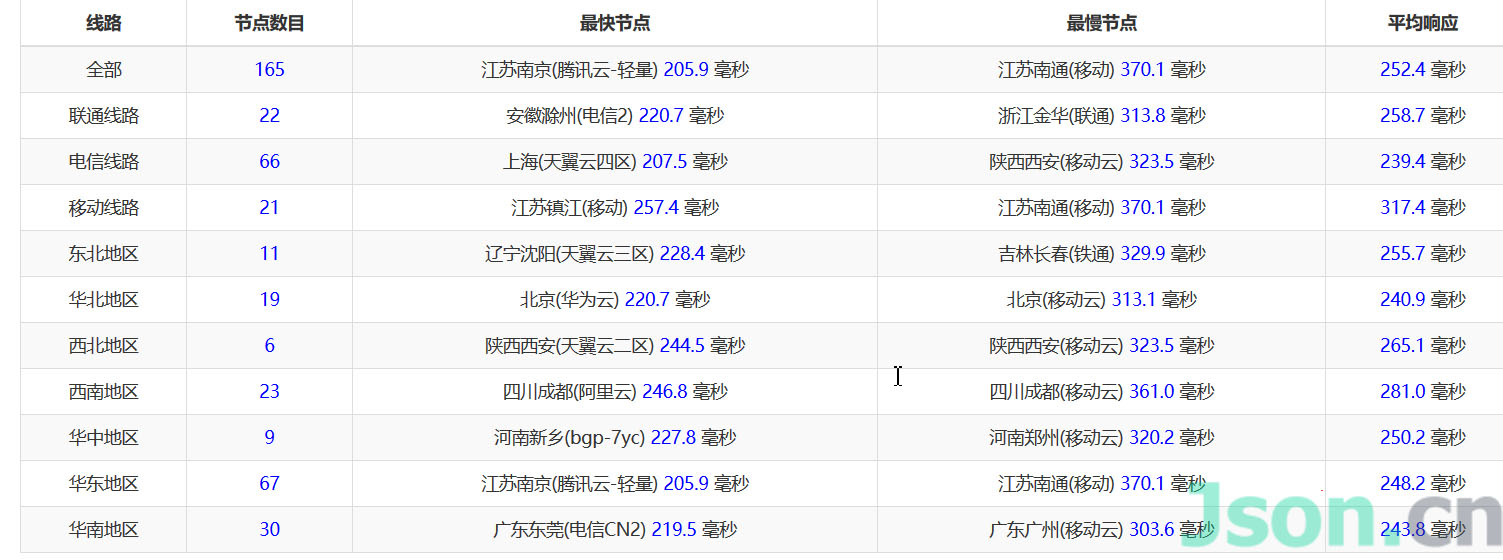 线路 节点数目 最快节点 最慢节点 平均响应
全部 165 江苏南京(腾讯云-轻量) 205.9 毫秒 江苏南通(移动) 370.1 毫秒 252.4 毫秒
联通线路 22 安徽滁州(电信2) 220.7 毫秒 浙江金华(联通) 313.8 毫秒 258.7 毫秒
电信线路 66 上海(天翼云四区) 207.5 毫秒 陕西西安(移动云) 323.5 毫秒 239.4 毫秒
移动线路 21 江苏镇江(移动) 257.4 毫秒 江苏南通(移动) 370.1 毫秒 317.4 毫秒
东北地区 11 辽宁沈阳(天翼云三区) 228.4 毫秒 吉林长春(铁通) 329.9 毫秒 255.7 毫秒
华北地区 19 北京(华为云) 220.7 毫秒 北京(移动云) 313.1 毫秒 240.9 毫秒
西北地区 6 陕西西安(天翼云二区) 244.5 毫秒 陕西西安(移动云) 323.5 毫秒 265.1 毫秒
西南地区 23 四川成都(阿里云) 246.8 毫秒 四川成都(移动云) 361.0 毫秒 281.0 毫秒
华中地区 9 河南新乡(bgp-7yc) 227.8 毫秒 河南郑州(移动云) 320.2 毫秒 250.2 毫秒
华东地区 67 江苏南京(腾讯云-轻量) 205.9 毫秒 江苏南通(移动) 370.1 毫秒 248.2 毫秒
华南地区 30 广东东莞(电信CN2) 219.5 毫秒 广东广州(移动云) 303.6 毫秒 243.8 毫秒
Json.cn